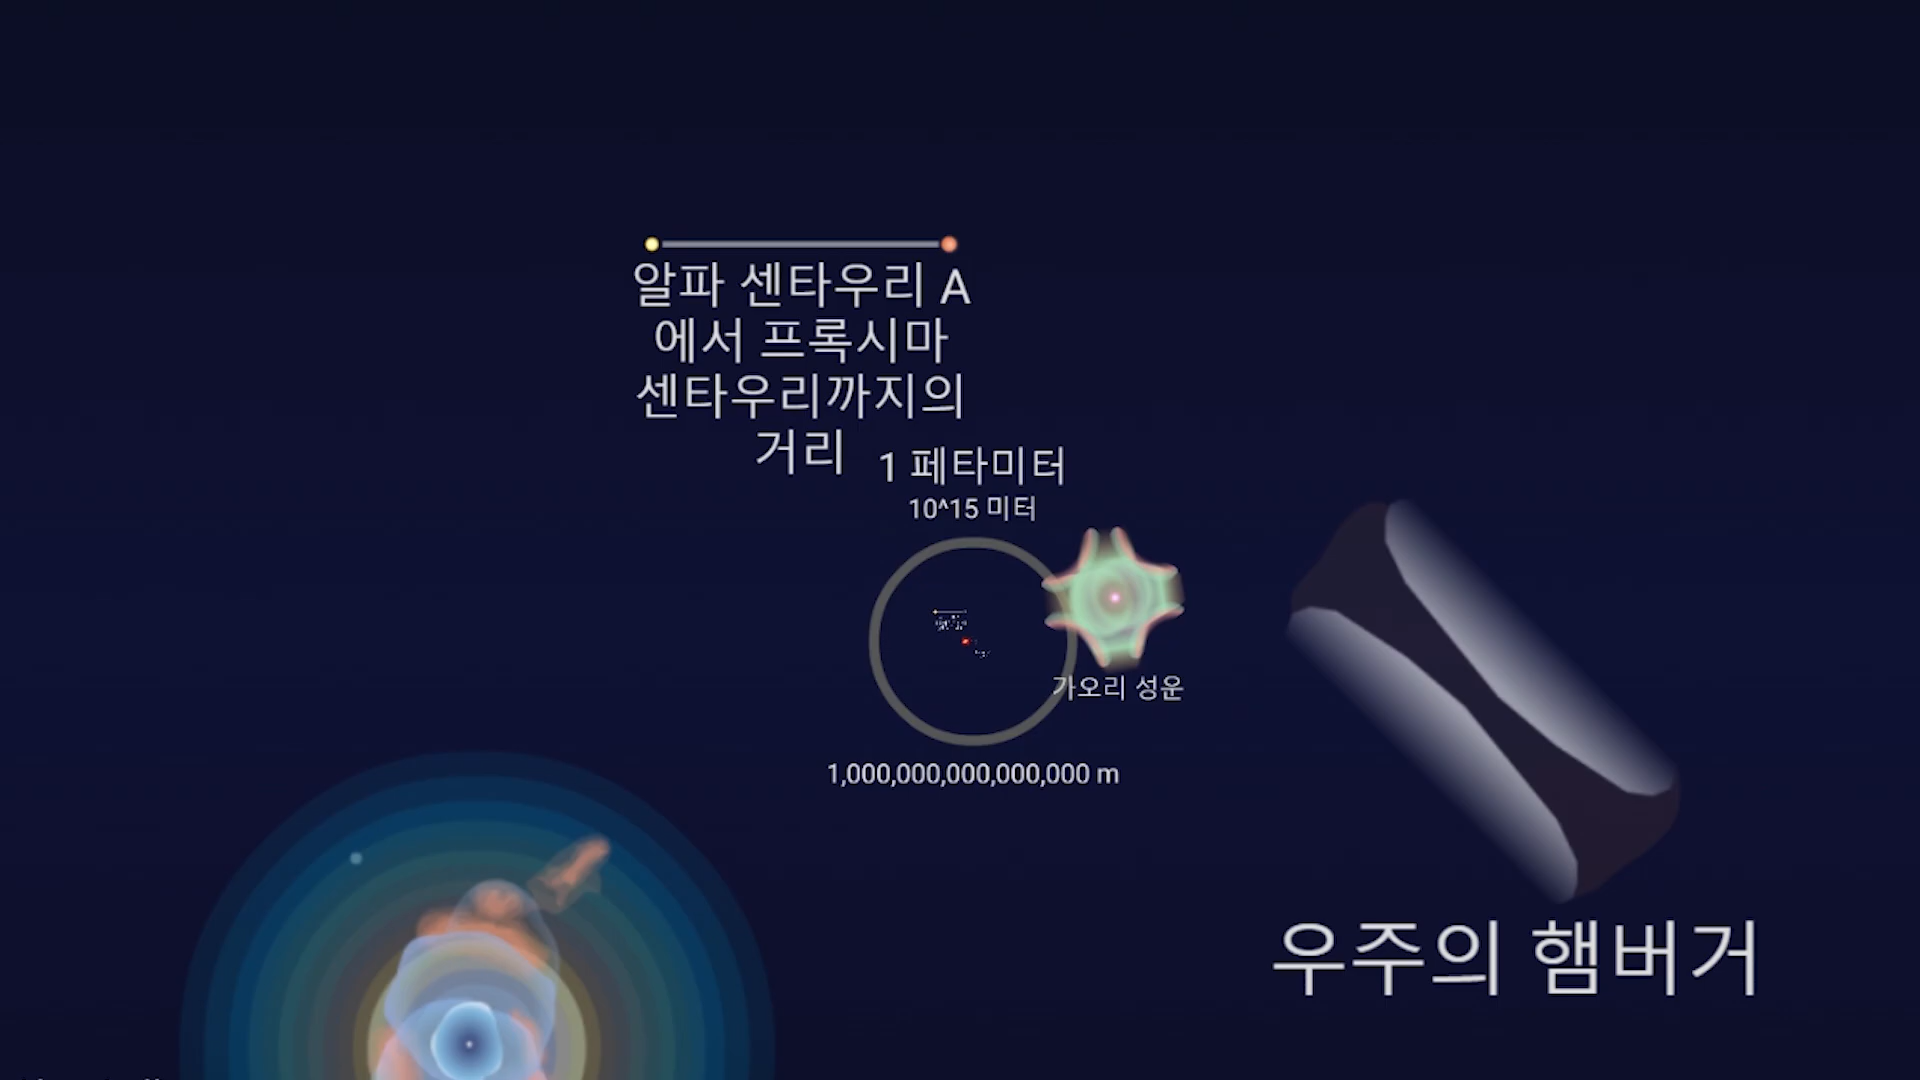 알파 센타우리 A
에서 프록시마
센타우리까지의
거리
1 페타미터
10^15 미터
가오리 성운
1,000,000,000,000,000 m
우주의 햄버거